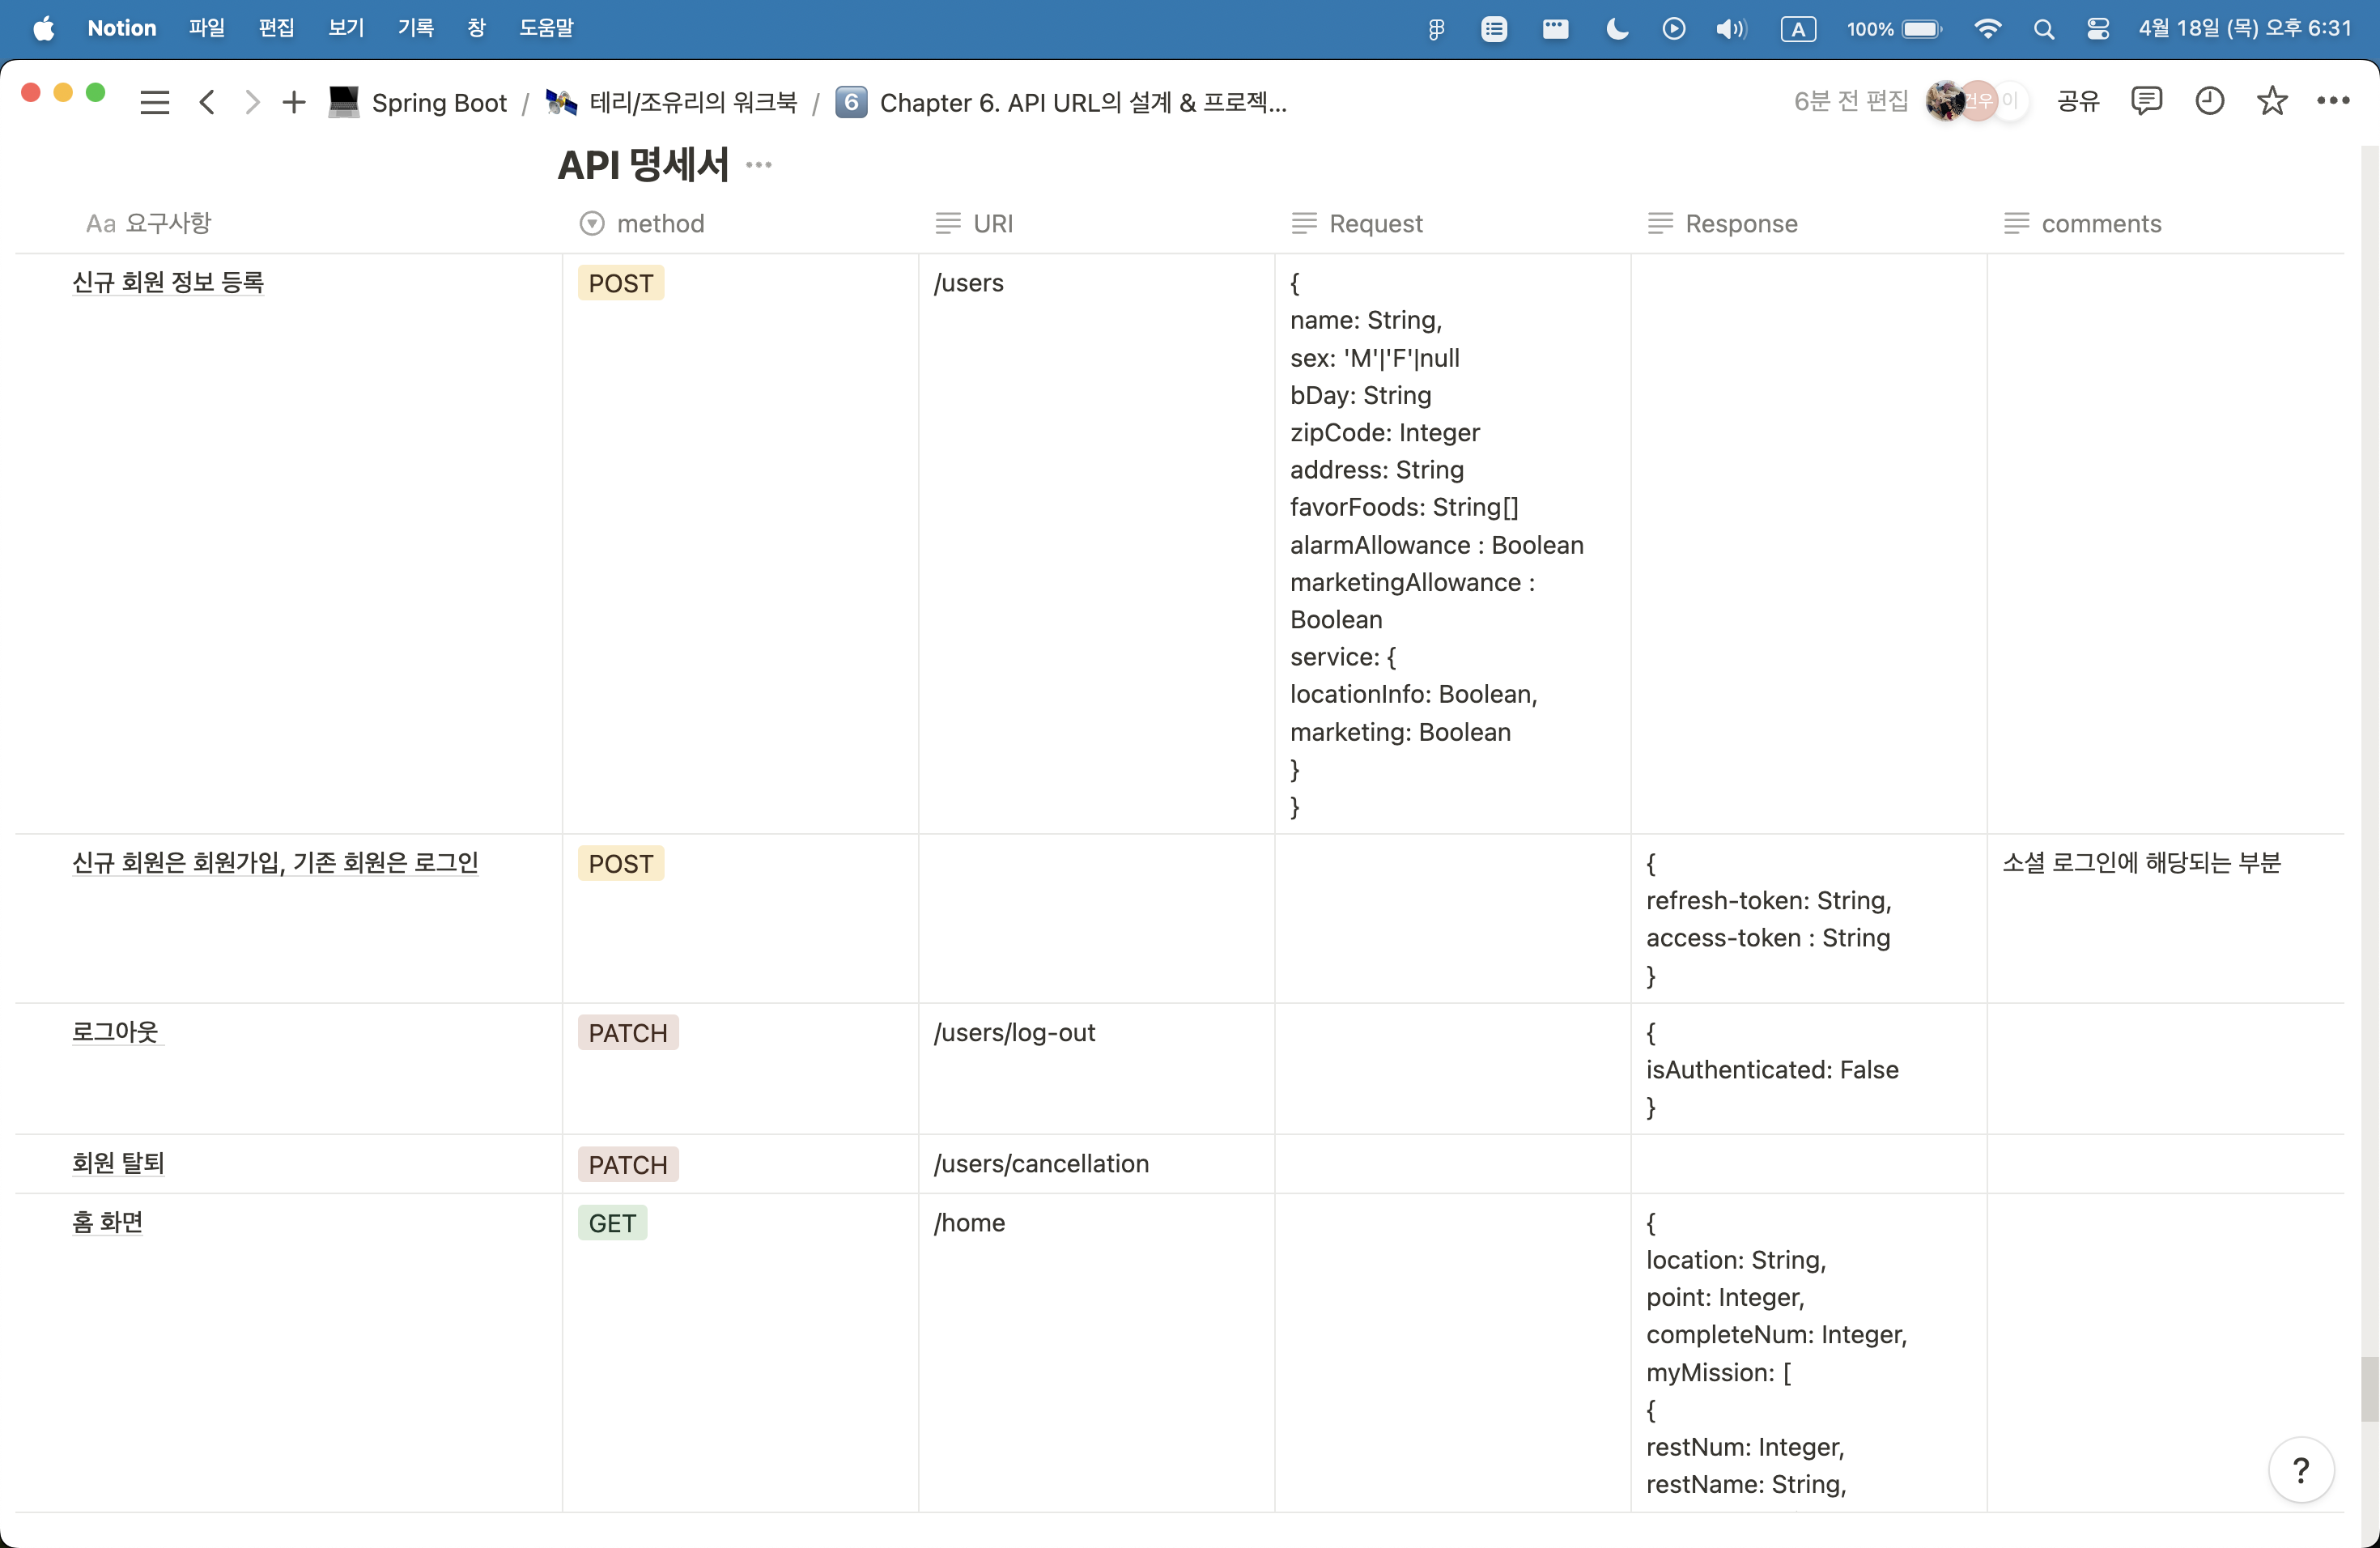 Notion 파일 편집 보기 기록 창 도움말 A 100% 4월 18일 (목) 오후 6:31
Spring Boot / 테리/조유리의 워크북 / 6 Chapter 6. API URL의 설계 & 프로젝... 6분 전 편집 건우 이 공유
API 명세서
Aa 요구사항 method URI Request Response comments
신규 회원 정보 등록 POST /users
{
name: String,
sex: 'M'|'F'|null
bDay: String
zipCode: Integer
address: String
favorFoods: String[]
alarmAllowance : Boolean
marketingAllowance :
Boolean
service: {
locationInfo: Boolean,
marketing: Boolean
}
}
신규 회원은 회원가입, 기존 회원은 로그인 POST
{
refresh-token: String,
access-token : String
}
소셜 로그인에 해당되는 부분
로그아웃 PATCH /users/log-out
{
isAuthenticated: False
}
회원 탈퇴 PATCH /users/cancellation
홈 화면 GET /home
{
location: String,
point: Integer,
completeNum: Integer,
myMission: [
{
restNum: Integer,
restName: String,
?